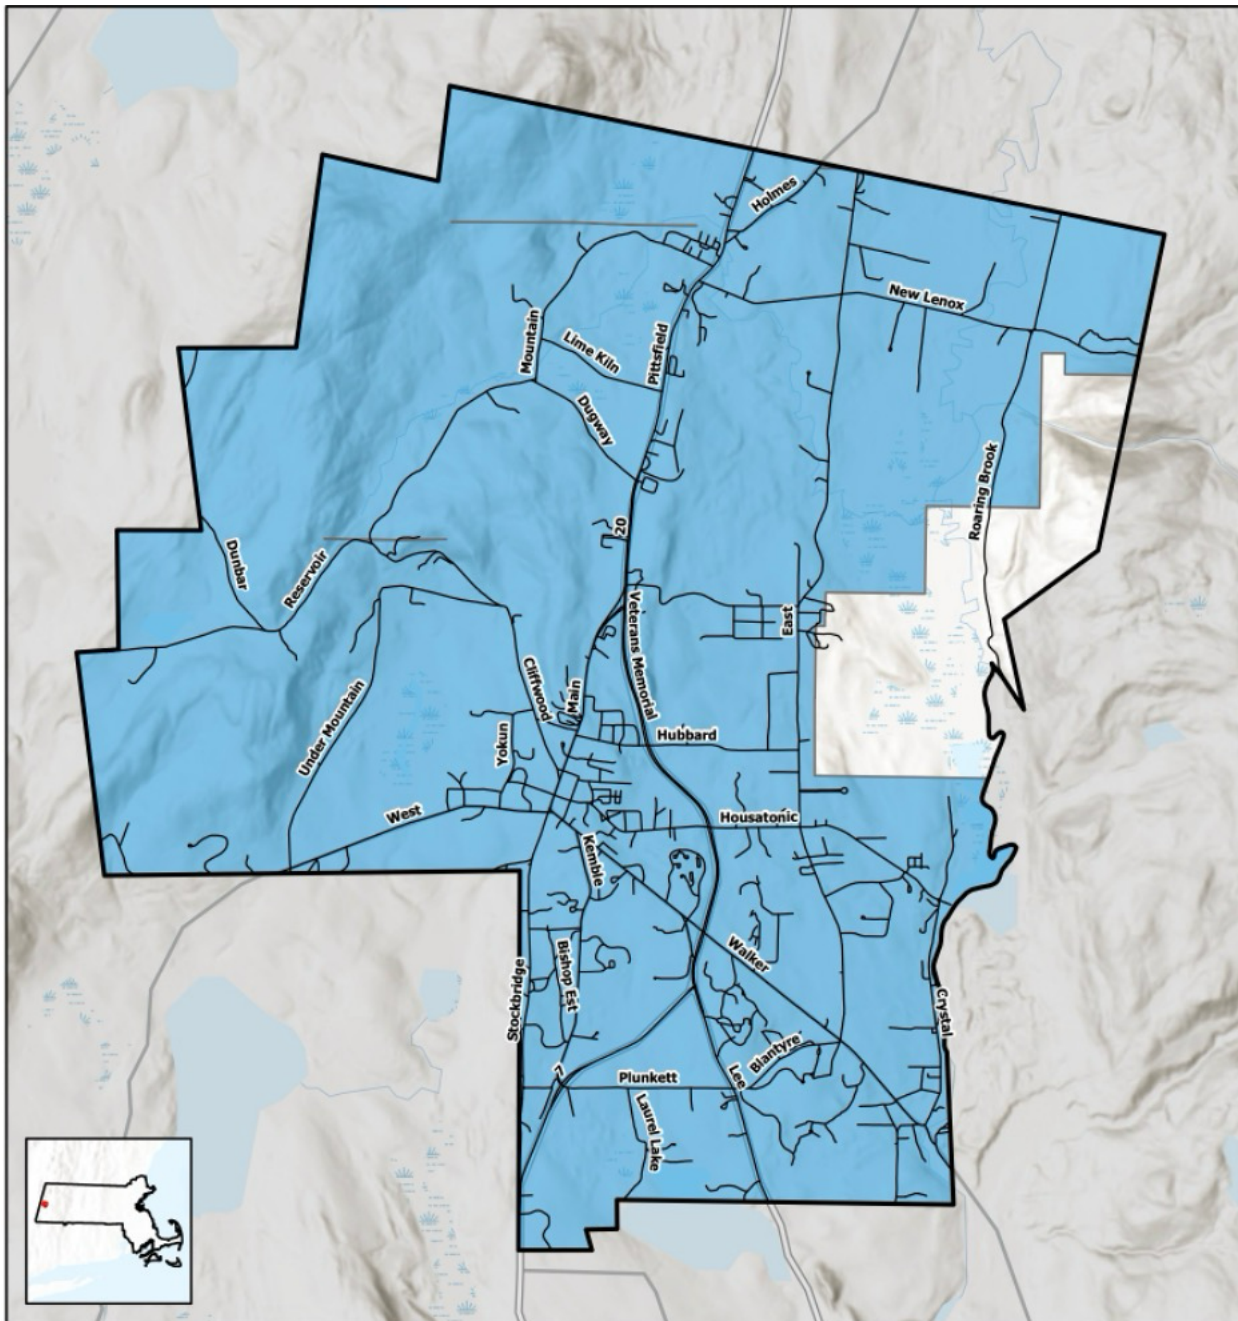 Holmes
New Lenox
Mountain
Lime Kiln
Pittsfield
Dugway
Roaring Brook
20
Dunbar
Reservoir
Veterans Memorial
East
Under Mountain
Cliffwood
Main
Yokun
Hubbard
West
Housatonic
Kemble
Walker
Bishop Est
Stockbridge
Crystal
Blantyre
Lee
7
Plunkett
Laurel Lake